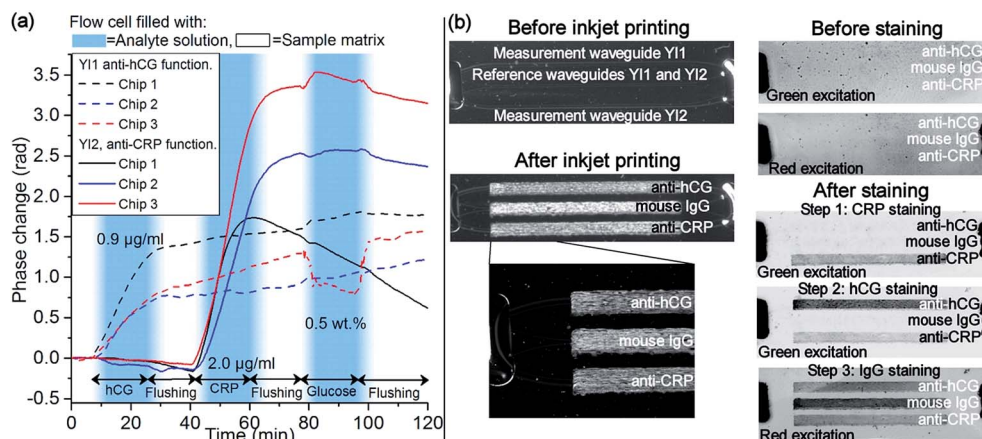 (a)
Flow cell filled with:
=Analyte solution, =Sample matrix
YI1 anti-hCG function.
Chip 1
Chip 2
Chip 3
YI2, anti-CRP function.
Chip 1
Chip 2
Chip 3
Phase change (rad)
3.5
3.0
2.5
2.0
1.5
1.0
0.5
0.0
-0.5
0.9 µg/ml
2.0 µg/ml
0.5 wt.%
hCG Flushing CRP Flushing Glucose Flushing
0 20 40 60 80 100 120
Time (min)
(b)
Before inkjet printing
Measurement waveguide YI1
Reference waveguides YI1 and YI2
Measurement waveguide YI2
After inkjet printing
anti-hCG
mouse IgG
anti-CRP
anti-hCG
mouse IgG
anti-CRP
Before staining
anti-hCG
mouse IgG
anti-CRP
Green excitation
anti-hCG
mouse IgG
anti-CRP
Red excitation
After staining
Step 1: CRP staining
anti-hCG
mouse IgG
anti-CRP
Green excitation
Step 2: hCG staining
anti-hCG
mouse IgG
anti-CRP
Green excitation
Step 3: IgG staining
anti-hCG
mouse IgG
anti-CRP
Red excitation